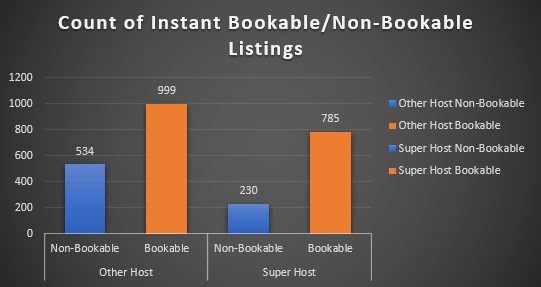 Count of Instant Bookable/Non-Bookable
Listings
1200
1000
800
600
400
200
0
534
999
230
785
Non-Bookable
Bookable
Non-Bookable
Bookable
Other Host
Super Host
Other Host Non-Bookable
Other Host Bookable
Super Host Non-Bookable
Super Host Bookable